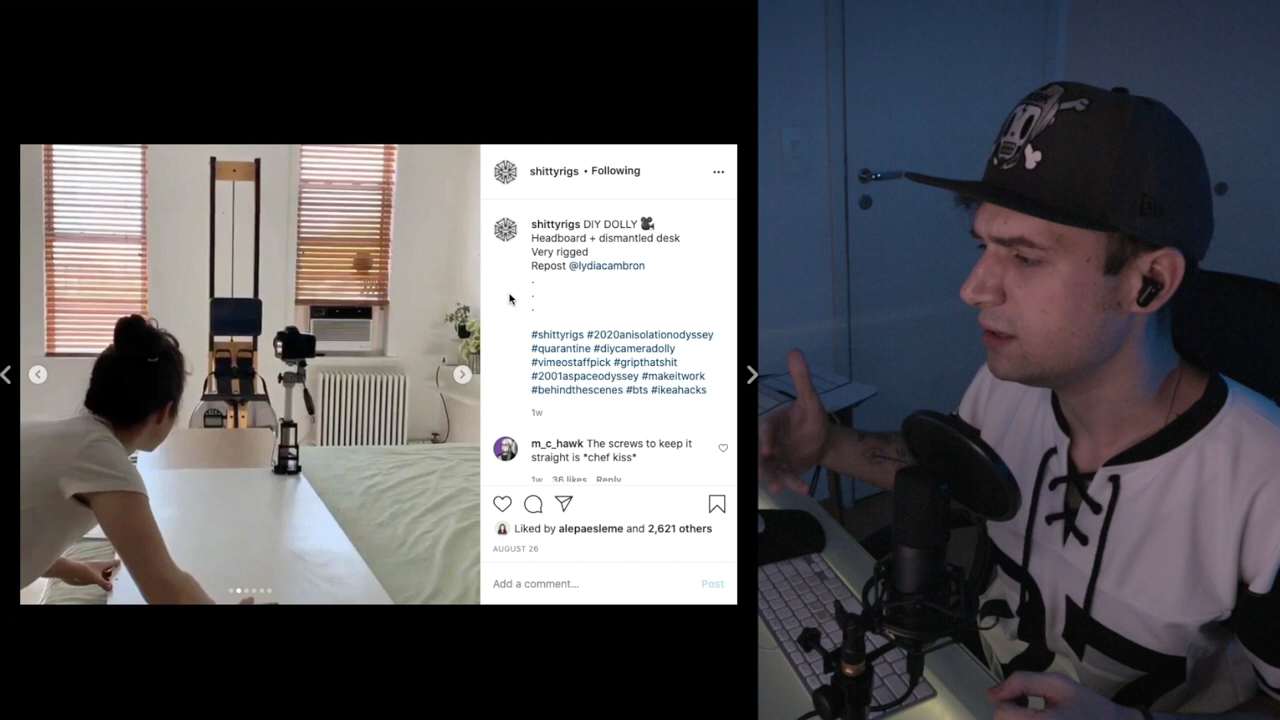 shittyrigs • Following
shittyrigs DIY DOLLY
Headboard + dismantled desk
Very rigged
Repost @lydiacambron
.
.
.
#shittyrigs #2020anisolationodyssey
#quarantine #diycameradolly
#vimeostaffpick #gripthatshit
#2001aspaceodyssey #makeitwork
#behindthescenes #bts #ikeahacks
1w
m_c_hawk The screws to keep it
straight is *chef kiss*
1w 36 likes Reply
Liked by alepaesleme and 2,621 others
AUGUST 26
Add a comment... Post